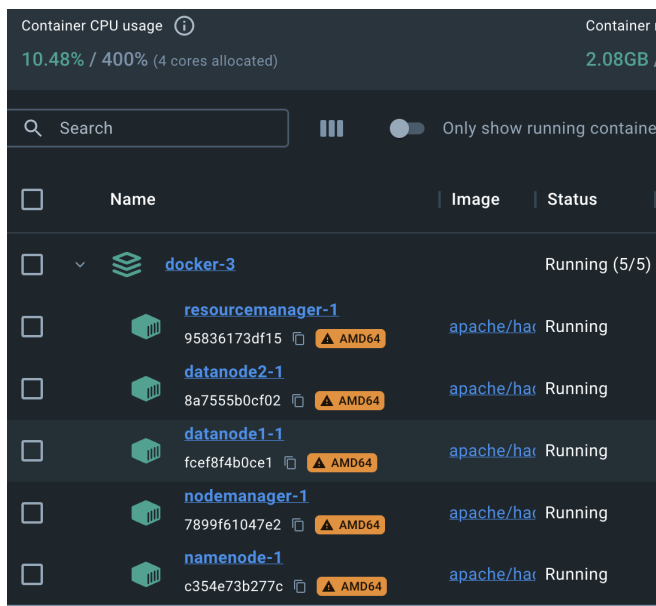 Container CPU usage
Container
10.48% / 400% (4 cores allocated)
2.08GB /
Search
Only show running containe
Name
Image
Status
docker-3
Running (5/5)
resourcemanager-1
95836173df15
AMD64
apache/had
Running
datanode2-1
8a7555b0cf02
AMD64
apache/had
Running
datanode1-1
fcef8f4b0ce1
AMD64
apache/had
Running
nodemanager-1
7899f61047e2
AMD64
apache/had
Running
namenode-1
c354e73b277c
AMD64
apache/had
Running